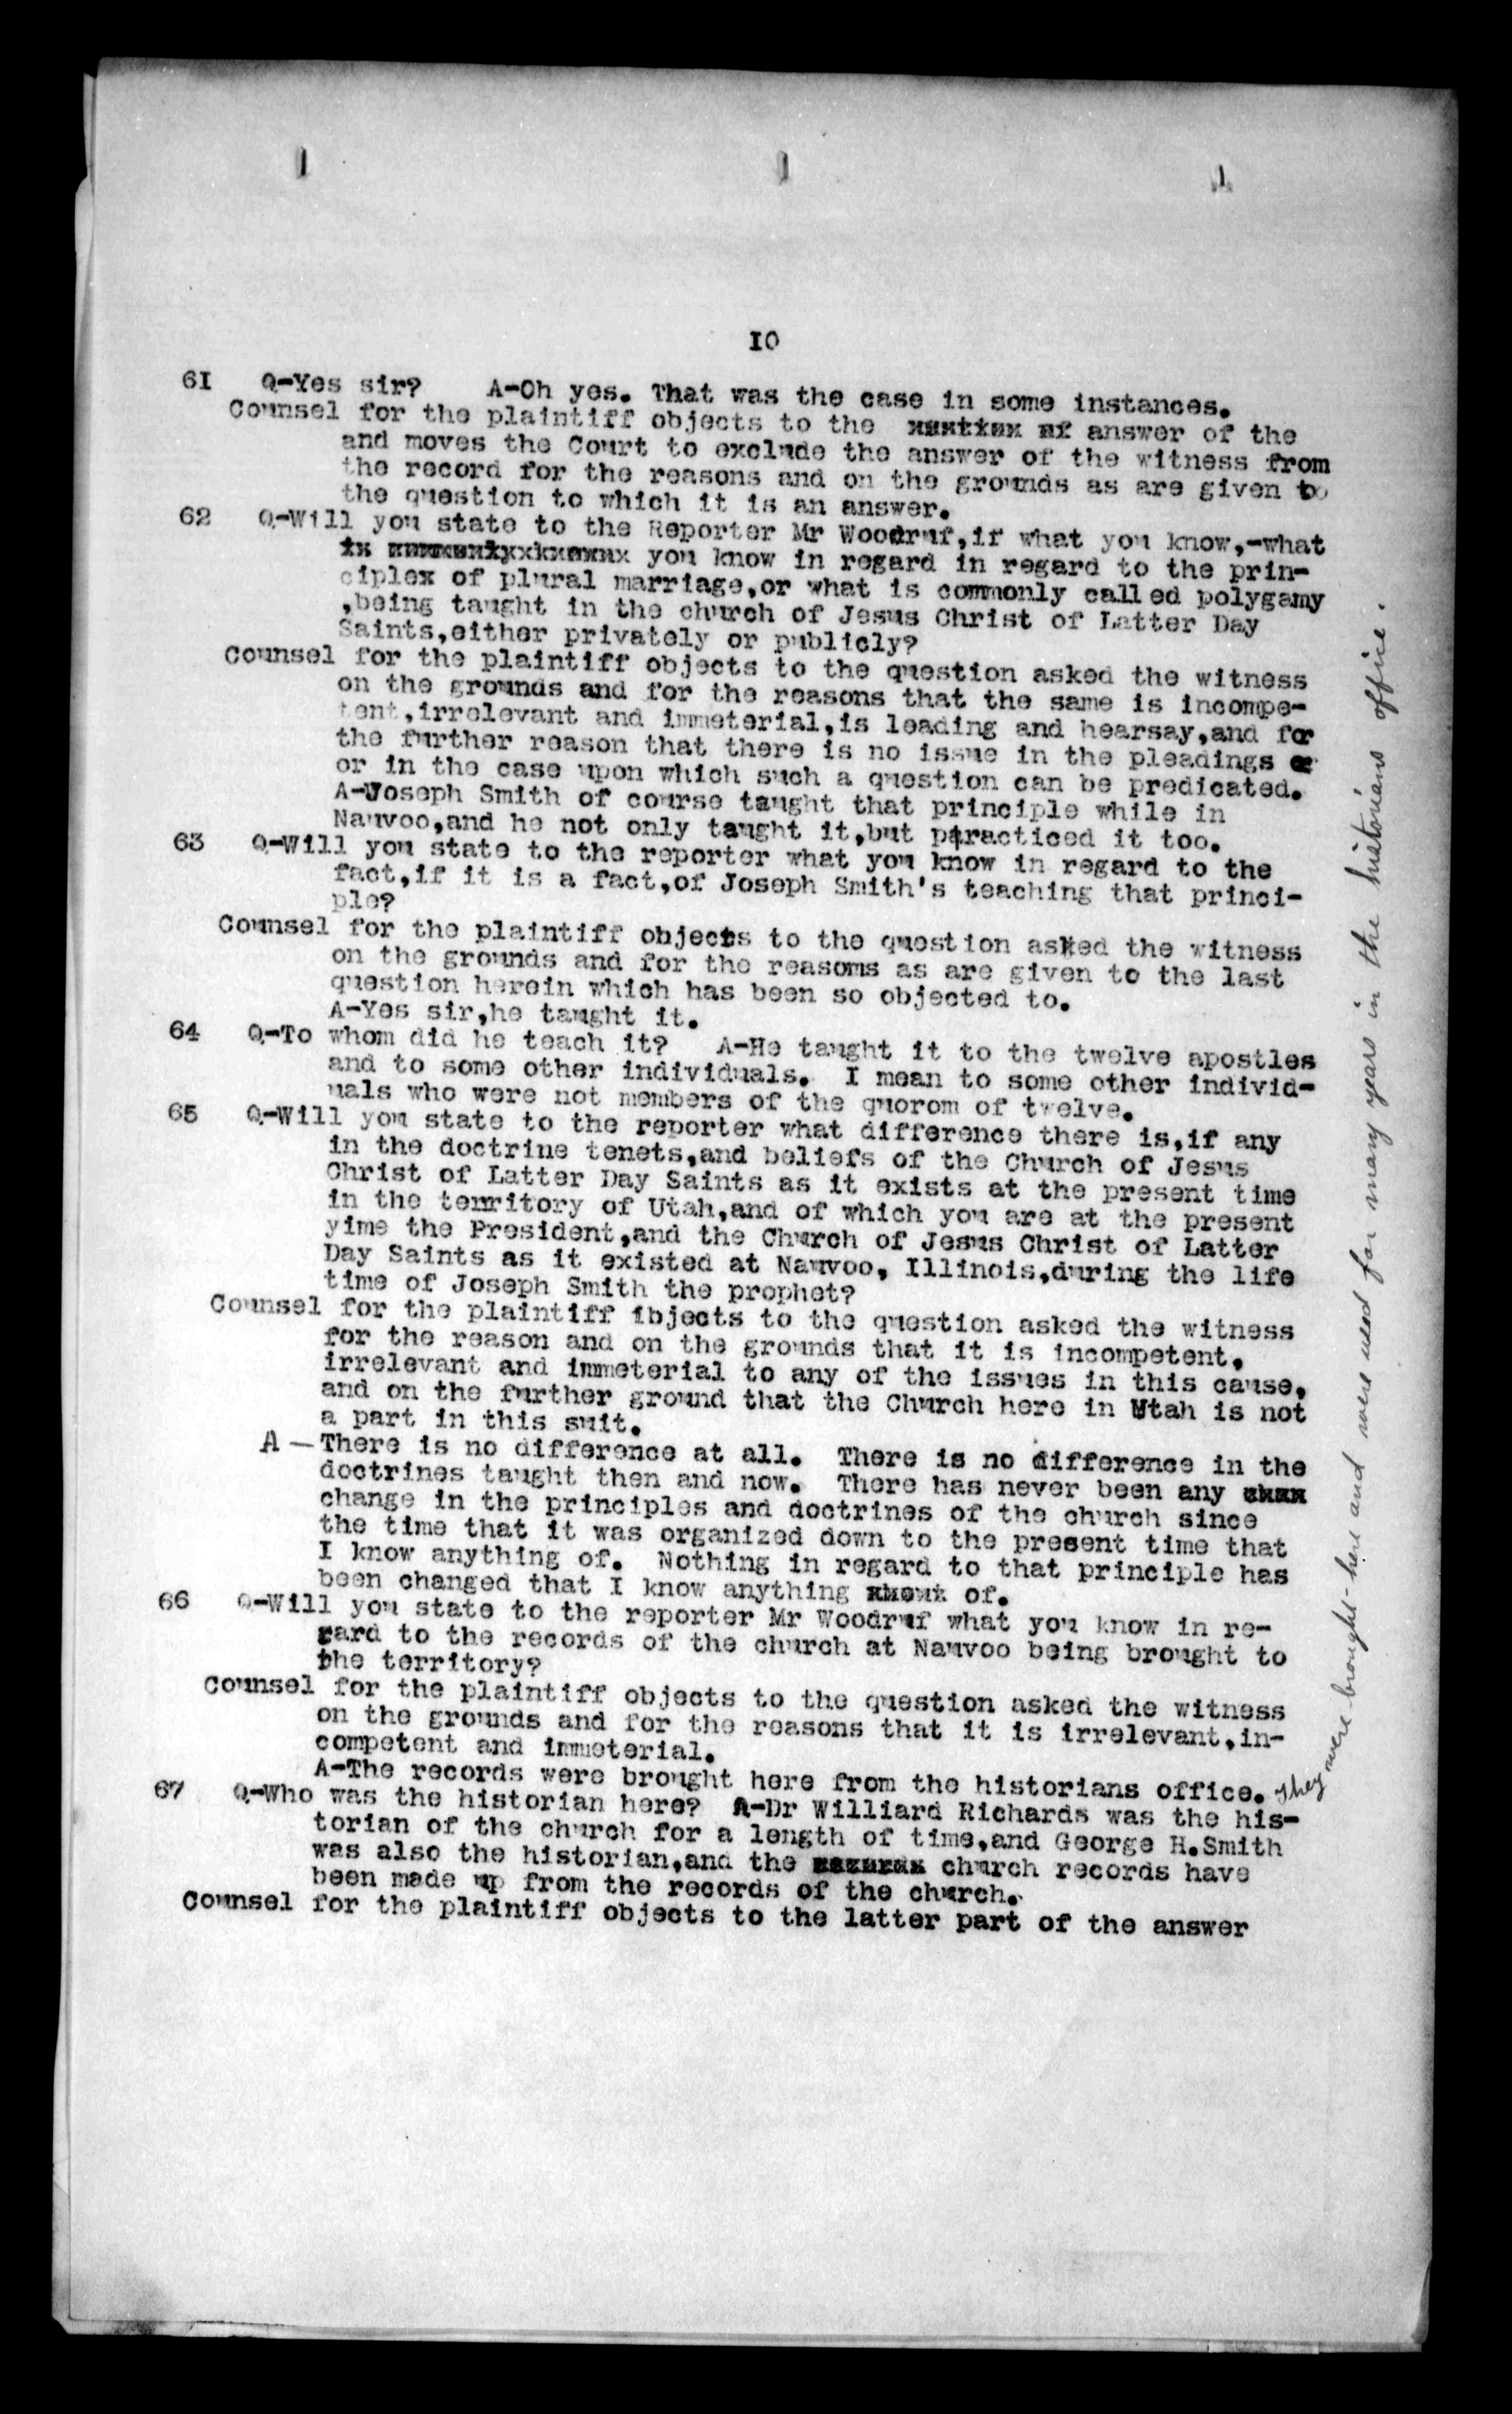 I0
6I Q-Yes sir? A-Oh yes. That was the case in some instances.
Counsel for the plaintiff objects to the answer of the
and moves the Court to exclude the answer of the witness from
the record for the reasons and on the grounds as are given to
the question to which it is an answer.
62 Q-Will you state to the Reporter Mr Woodruf,if what you know,-what
you know in regard in regard to the prin-
ciplex of plural marriage,or what is commonly called polygamy
,being taught in the church of Jesus Christ of Latter Day
Saints,either privately or publicly?
Counsel for the plaintiff objects to the question asked the witness
on the grounds and for the reasons that the same is incompe-
tent,irrelevant and immeterial,is leading and hearsay,and for
the further reason that there is no issue in the pleadings or
or in the case upon which such a question can be predicated.
A-Joseph Smith of course taught that principle while in
Nauvoo,and he not only taught it,but practiced it too.
63 Q-Will you state to the reporter what you know in regard to the
fact,if it is a fact,of Joseph Smith's teaching that princi-
ple?
Counsel for the plaintiff objects to the question asked the witness
on the grounds and for the reasoms as are given to the last
question herein which has been so objected to.
A-Yes sir,he taught it.
64 Q-To whom did he teach it? A-He taught it to the twelve apostles
and to some other individuals. I mean to some other individ-
uals who were not members of the quorom of twelve.
65 Q-Will you state to the reporter what difference there is,if any
in the doctrine tenets,and beliefs of the Church of Jesus
Christ of Latter Day Saints as it exists at the present time
in the territory of Utah,and of which you are at the present
yime the President,and the Church of Jesus Christ of Latter
Day Saints as it existed at Nauvoo, Illinois,during the life
time of Joseph Smith the prophet?
Counsel for the plaintiff ibjects to the question asked the witness
for the reason and on the grounds that it is incompetent,
irrelevant and immeterial to any of the issues in this cause,
and on the further ground that the Church here in Utah is not
a part in this suit.
A — There is no difference at all. There is no difference in the
doctrines taught then and now. There has never been any
change in the principles and doctrines of the church since
the time that it was organized down to the present time that
I know anything of. Nothing in regard to that principle has
been changed that I know anything of.
66 Q-Will you state to the reporter Mr Woodruf what you know in re-
gard to the records of the church at Nauvoo being brought to
the territory?
Counsel for the plaintiff objects to the question asked the witness
on the grounds and for the reasons that it is irrelevant,in-
competent and immeterial.
A-The records were brought here from the historians office.
They were brought here and were used for many years in the historians office.
67 Q-Who was the historian here? A-Dr Williard Richards was the his-
torian of the church for a length of time,and George H.Smith
was also the historian,and the church records have
been made up from the records of the church.
Counsel for the plaintiff objects to the latter part of the answer